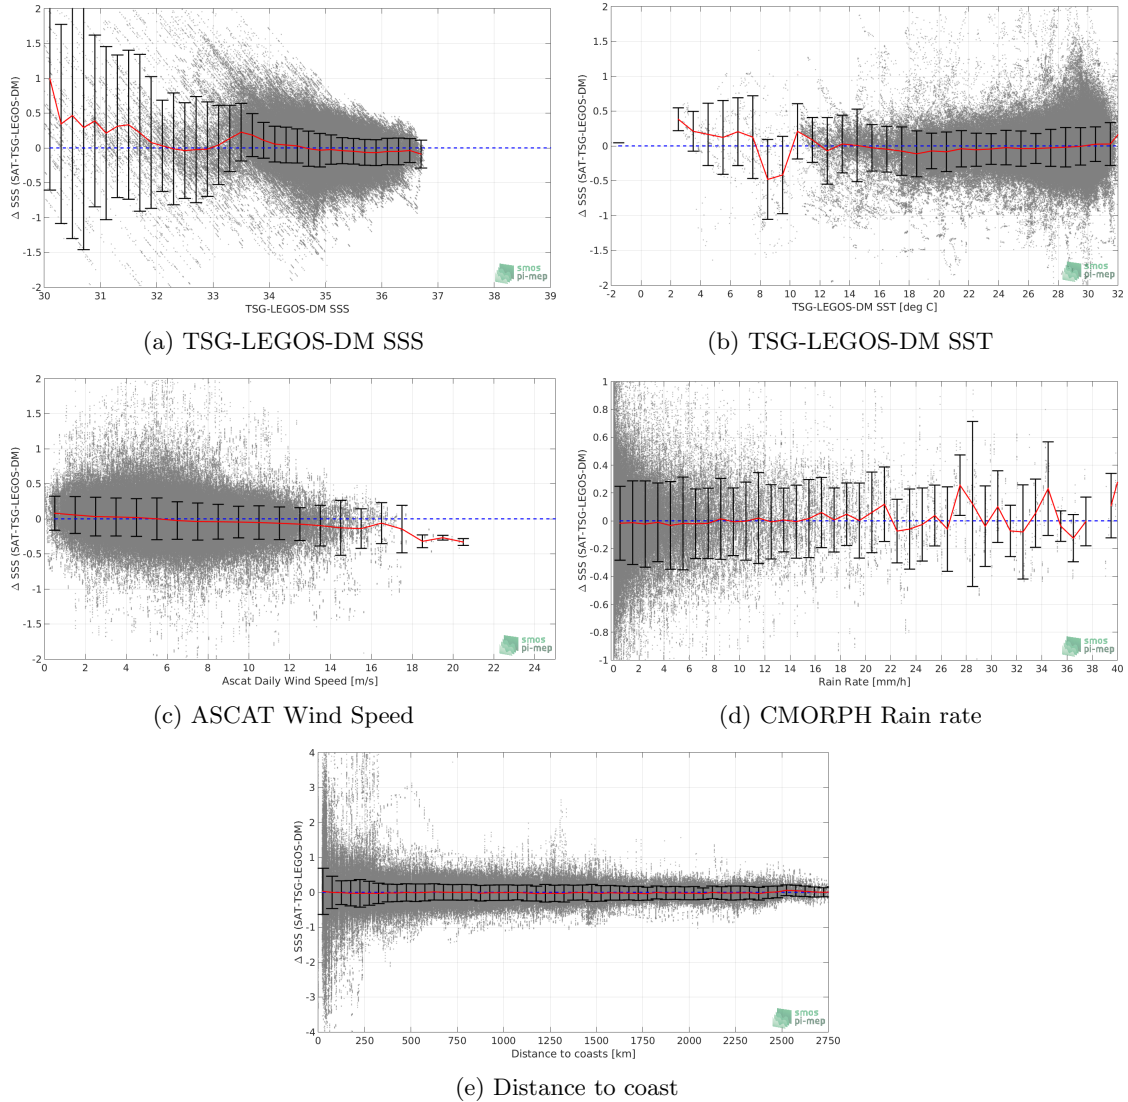 2
1.5
1
0.5
0
-0.5
-1
-1.5
-2
Δ SSS (SAT-TSG-LEGOS-DM)
30 31 32 33 34 35 36 37 38 39
TSG-LEGOS-DM SSS
smos
pi-mep
(a) TSG-LEGOS-DM SSS
2
1.5
1
0.5
0
-0.5
-1
-1.5
-2
Δ SSS (SAT-TSG-LEGOS-DM)
-2 0 2 4 6 8 10 12 14 16 18 20 22 24 26 28 30 32
TSG-LEGOS-DM SST [deg C]
smos
pi-mep
(b) TSG-LEGOS-DM SST
2
1.5
1
0.5
0
-0.5
-1
-1.5
-2
Δ SSS (SAT-TSG-LEGOS-DM)
0 2 4 6 8 10 12 14 16 18 20 22 24
Ascat Daily Wind Speed [m/s]
smos
pi-mep
(c) ASCAT Wind Speed
1
0.8
0.6
0.4
0.2
0
-0.2
-0.4
-0.6
-0.8
-1
Δ SSS (SAT-TSG-LEGOS-DM)
0 2 4 6 8 10 12 14 16 18 20 22 24 26 28 30 32 34 36 38 40
Rain Rate [mm/h]
smos
pi-mep
(d) CMORPH Rain rate
4
3
2
1
0
-1
-2
-3
-4
Δ SSS (SAT-TSG-LEGOS-DM)
0 250 500 750 1000 1250 1500 1750 2000 2250 2500 2750
Distance to coasts [km]
smos
pi-mep
(e) Distance to coast